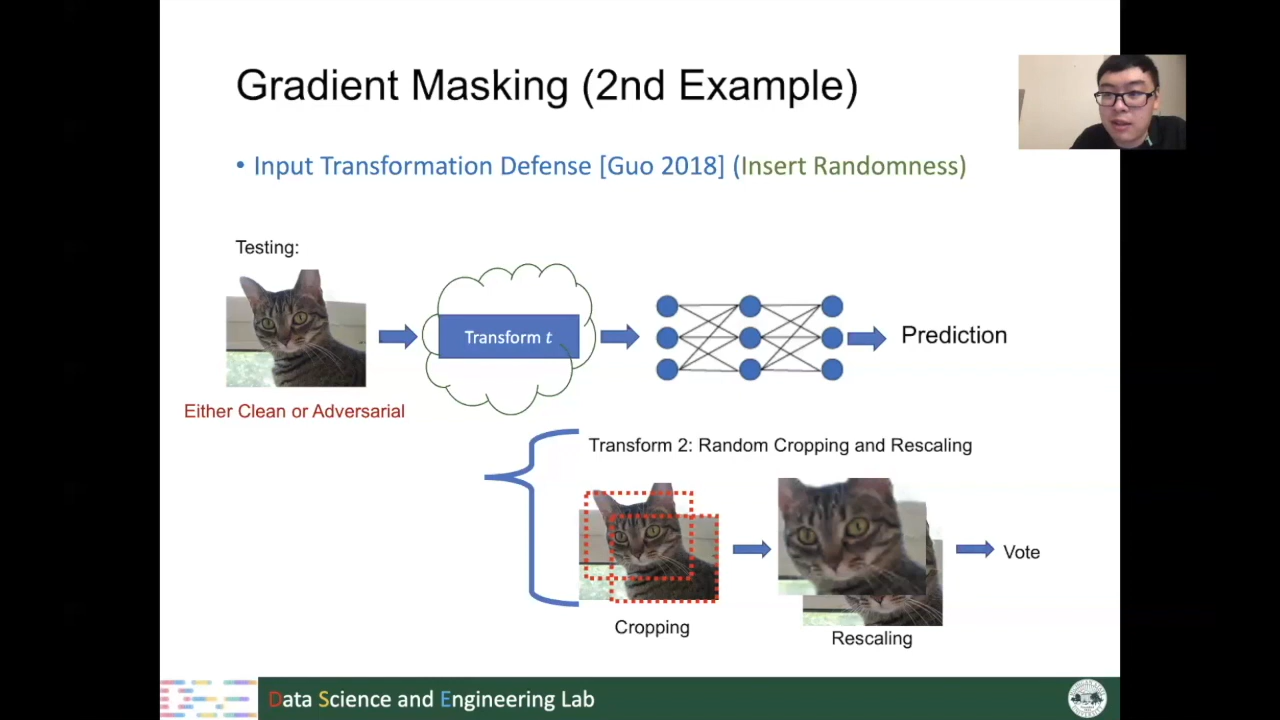 Gradient Masking (2nd Example)
• Input Transformation Defense [Guo 2018] (Insert Randomness)
Testing:
Transform t
Prediction
Either Clean or Adversarial
Transform 2: Random Cropping and Rescaling
Vote
Cropping
Rescaling
Data Science and Engineering Lab